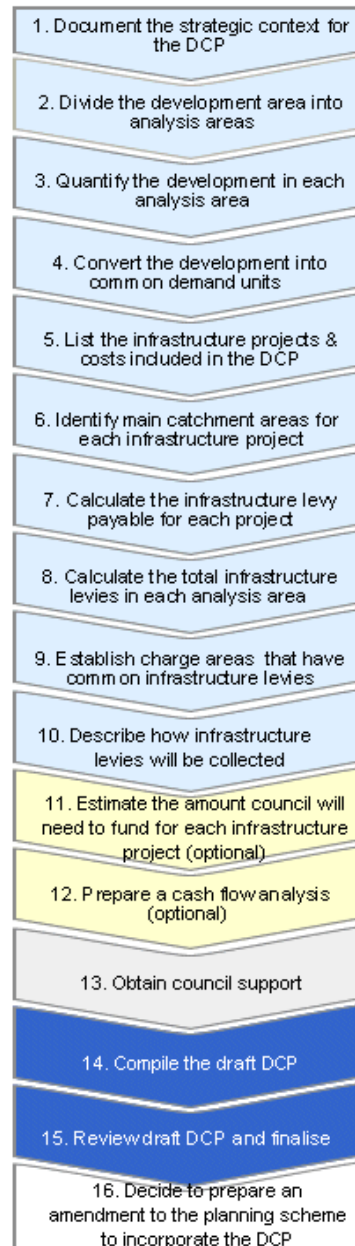 1. Document the strategic context for
the DCP
2. Divide the development area into
analysis areas
3. Quantify the development in each
analysis area
4. Convert the development into
common demand units
5. List the infrastructure projects &
costs included in the DCP
6. Identify main catchment areas for
each infrastructure project
7. Calculate the infrastructure levy
payable for each project
8. Calculate the total infrastructure
levies in each analysis area
9. Establish charge areas that have
common infrastructure levies
10. Describe how infrastructure
levies will be collected
11. Estimate the amount council will
need to fund for each infrastructure
project (optional)
12. Prepare a cash flow analysis
(optional)
13. Obtain council support
14. Compile the draft DCP
15. Review draft DCP and finalise
16. Decide to prepare an
amendment to the planning scheme
to incorporate the DCP